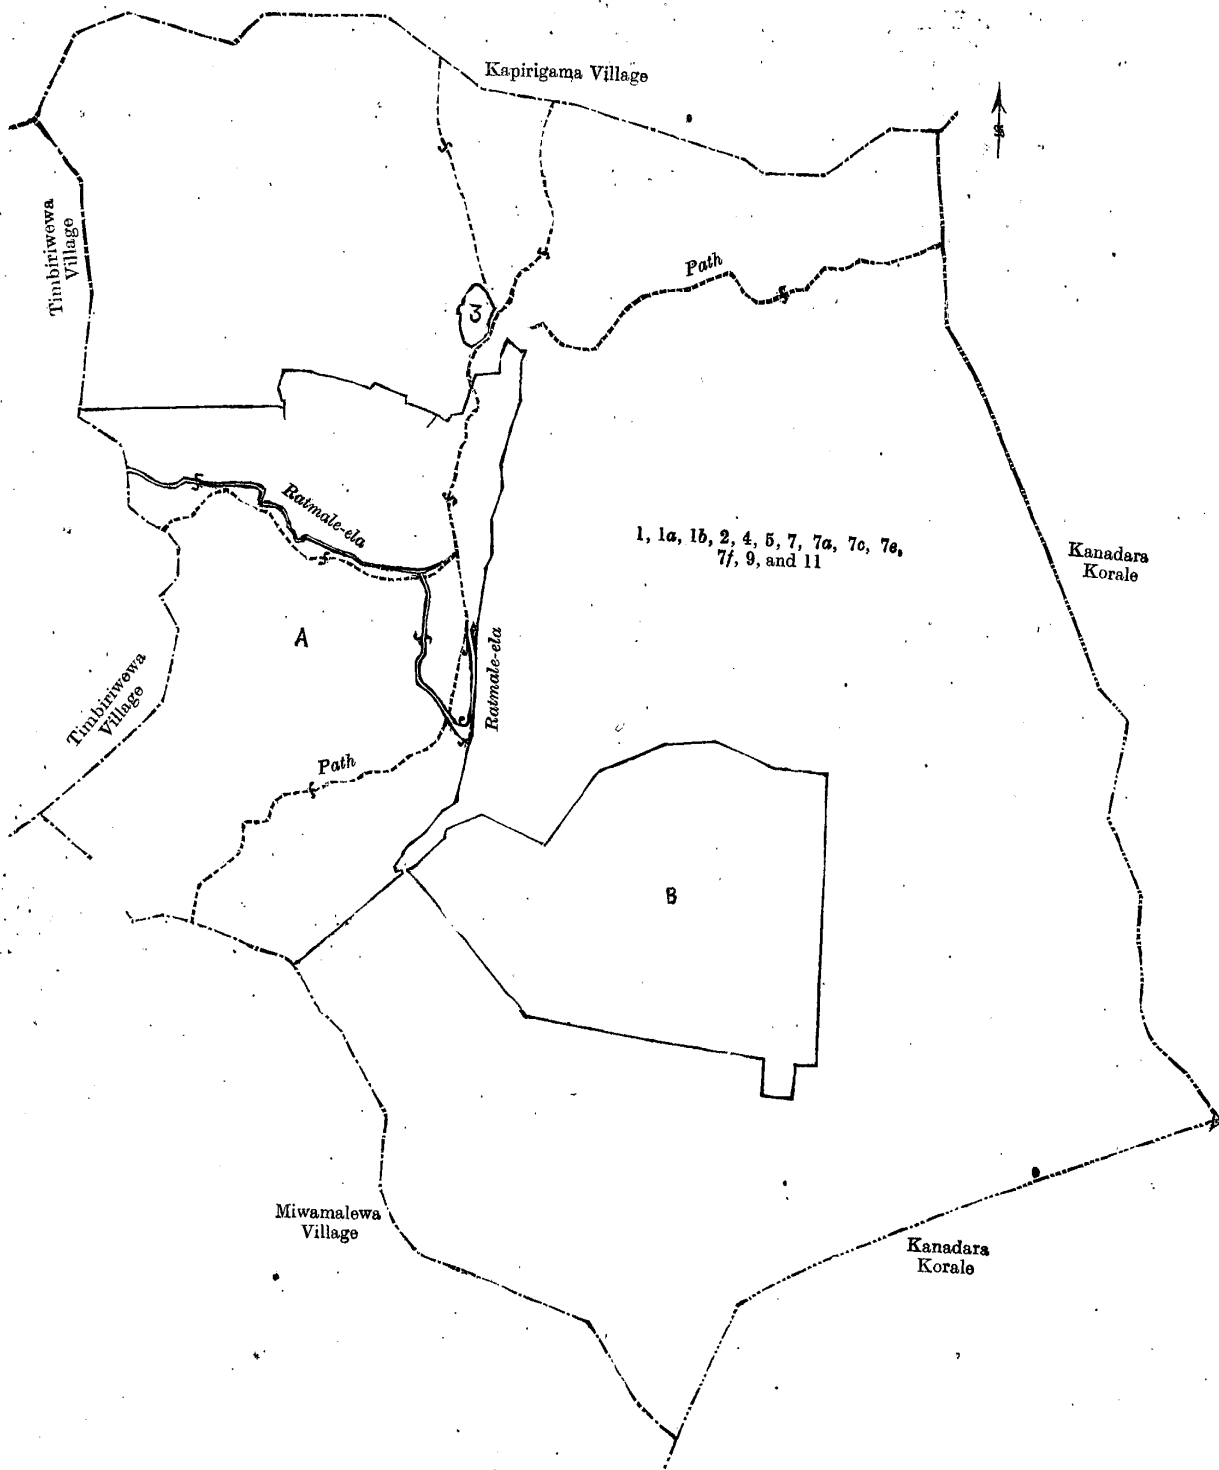 Kapirigama Village
Timbiriwewa
Village
Path
3
Ratmale-ela
1, 1a, 1b, 2, 4, 5, 7, 7a, 7c, 7e,
7f, 9, and 11
Kanadara
Korale
A
Ratmale-ela
Timbiriwewa
Village
Path
B
Miwamalewa
Village
Kanadara
Korale